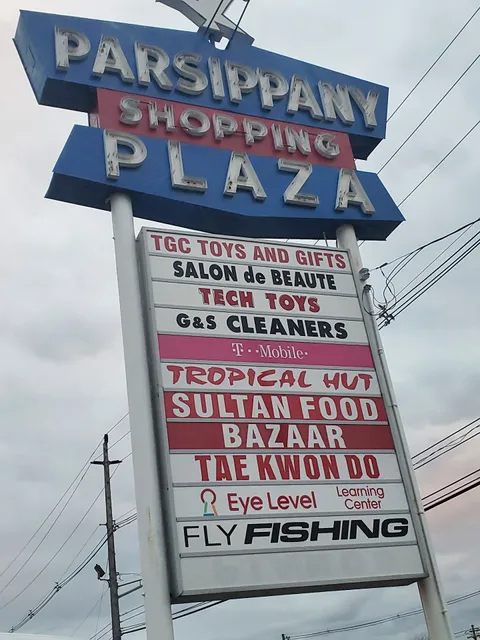 PARSIPPANY
SHOPPING
PLAZA
TGC TOYS AND GIFTS
SALON de BEAUTE
TECH TOYS
G&S CLEANERS
T··Mobile·
TROPICAL HUT
SULTAN FOOD
BAZAAR
TAE KWON DO
Eye Level Learning Center
FLY FISHING